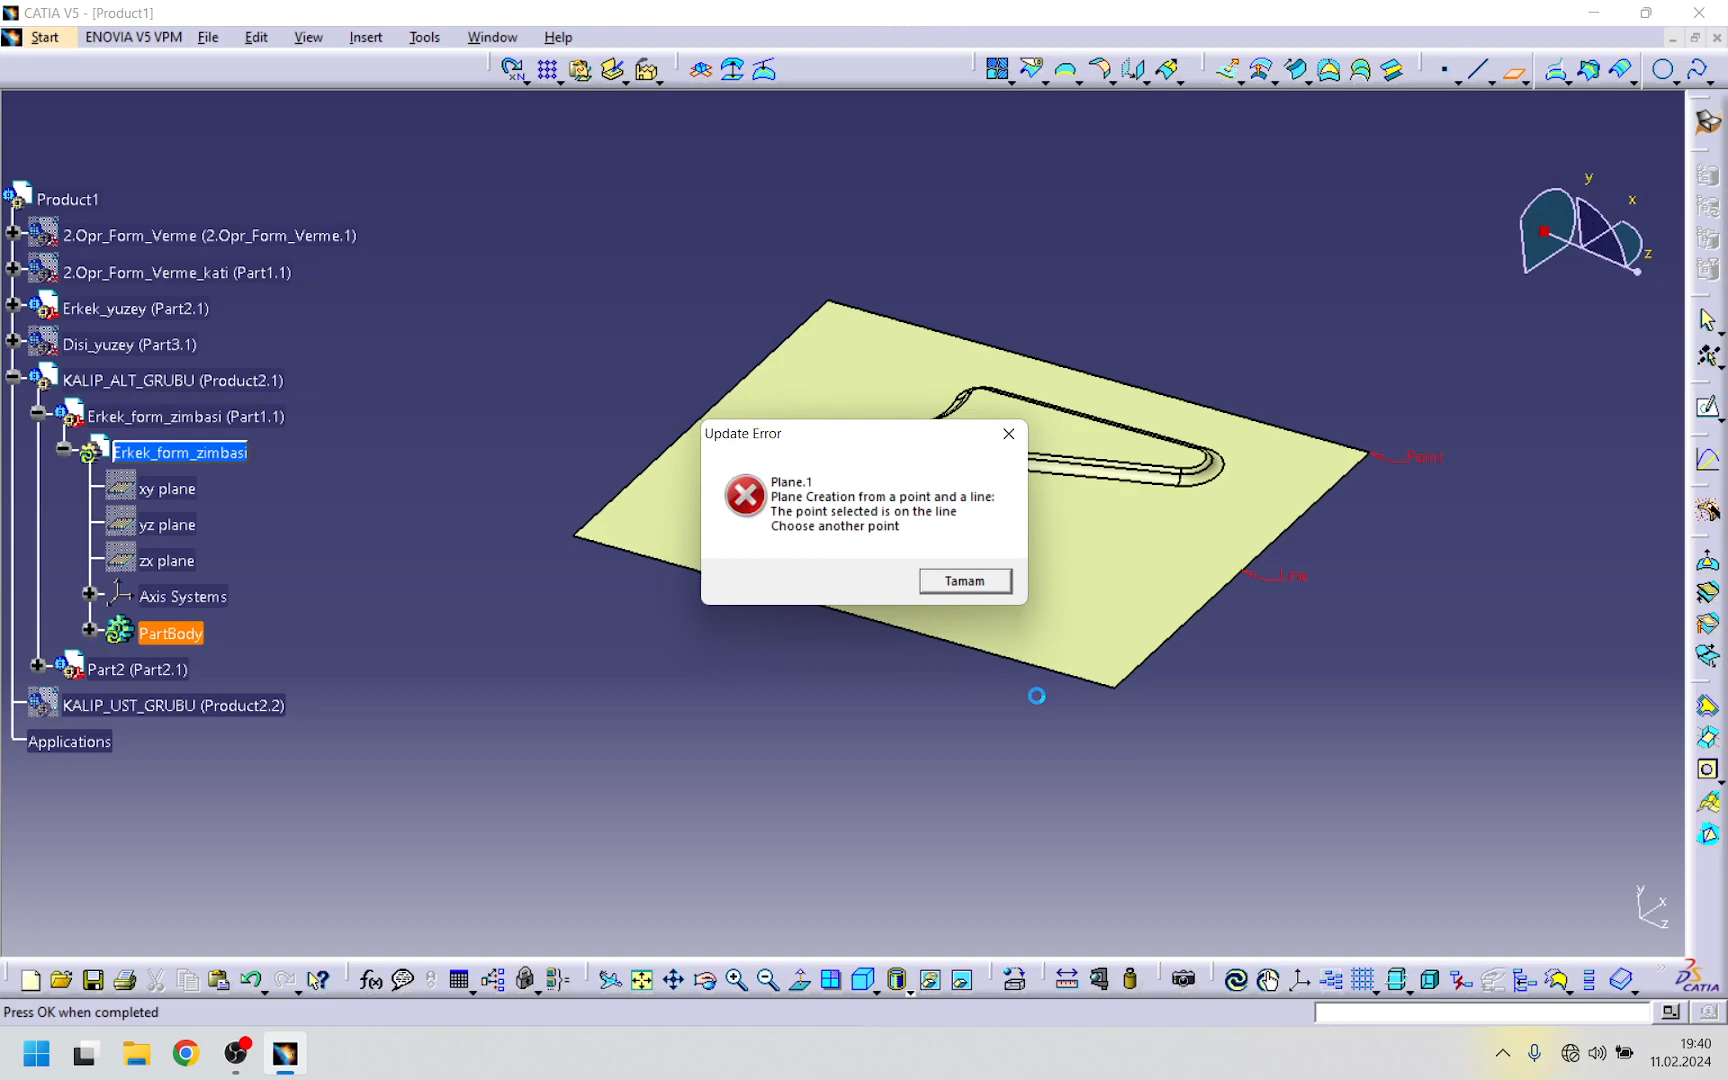 CATIA V5 - [Product1]
Start
ENOVIA V5 VPM
File
Edit
View
Insert
Tools
Window
Help
Product1
2.Opr_Form_Verme (2.Opr_Form_Verme.1)
2.Opr_Form_Verme_kati (Part1.1)
Erkek_yuzey (Part2.1)
Disi_yuzey (Part3.1)
KALIP_ALT_GRUBU (Product2.1)
Erkek_form_zimbasi (Part1.1)
Erkek_form_zimbasi
xy plane
yz plane
zx plane
Axis Systems
PartBody
Part2 (Part2.1)
KALIP_UST_GRUBU (Product2.2)
Applications
y
x
z
Point
Line
Update Error
Plane.1
Plane Creation from a point and a line:
The point selected is on the line
Choose another point
Tamam
y
x
z
f(x)
CATIA
Press OK when completed
19:40
11.02.2024